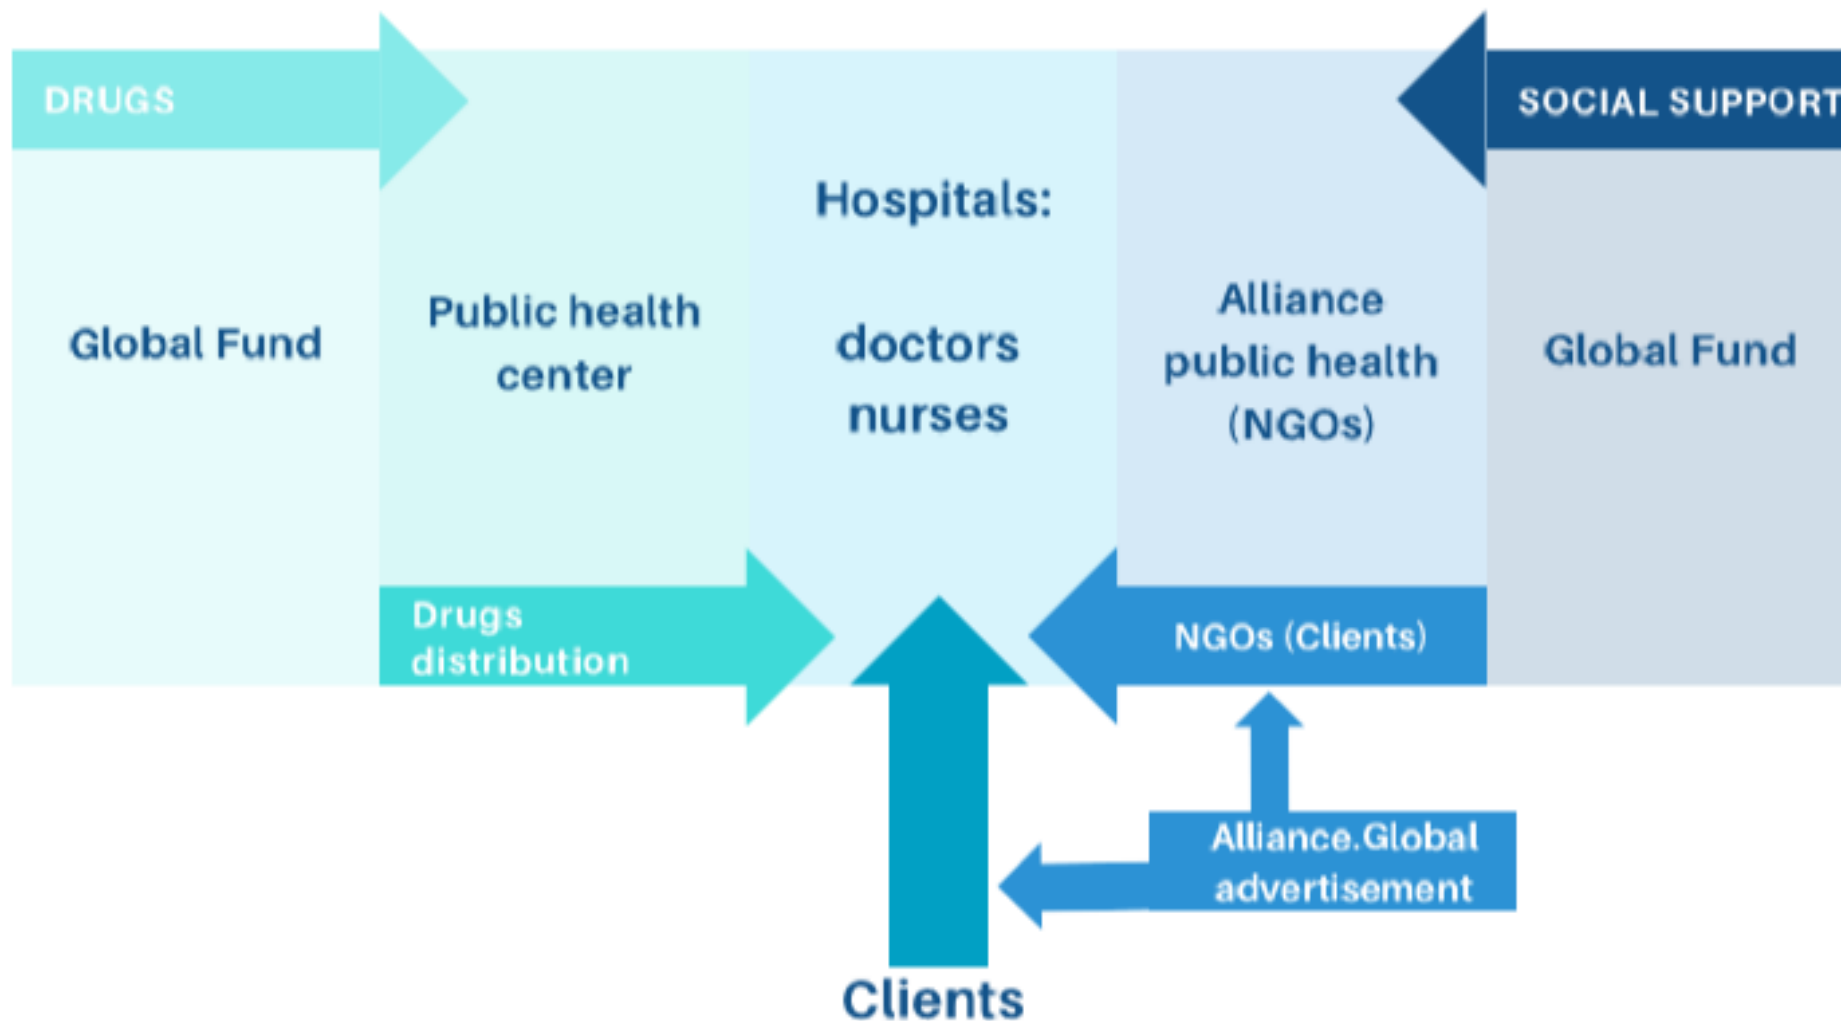 DRUGS
SOCIAL SUPPORT
Global Fund
Public health
center
Hospitals:
doctors
nurses
Alliance
public health
(NGOs)
Global Fund
Drugs
distribution
NGOs (Clients)
Alliance.Global
advertisement
Clients